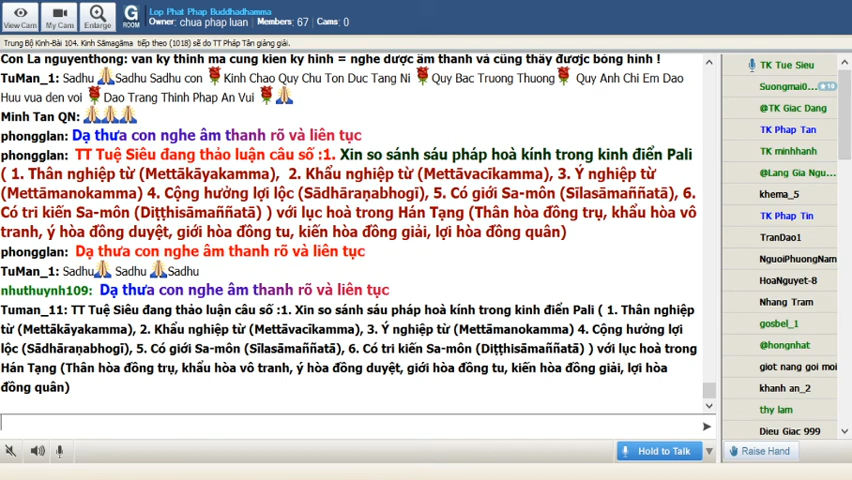 View Cam
My Cam
Enlarge
G
ROOM
Lop Phat Phap Buddhadhamma
Owner: chua phap luan
Members: 67
Cams: 0
Trung Bộ Kinh-Bài 104. Kinh Sāmagāma tiếp theo (1018) sẽ do TT Pháp Tân giảng giải.
Con La nguyenthong: van ky thinh ma cung kien ky hinh = nghe dược âm thanh và cũng thấy đươjc bóng hình !
TuMan_1: Sadhu Sadhu Sadhu con Kinh Chao Quy Chu Ton Duc Tang Ni Quy Bac Truong Thuong Quy Anh Chi Em Dao
Huu vua den voi Dao Trang Thinh Phap An Vui
Minh Tan QN:
phongglan: Dạ thưa con nghe âm thanh rõ và liên tục
phongglan: TT Tuệ Siêu đang thảo luận câu số :1. Xin so sánh sáu pháp hoà kính trong kinh điển Pali
( 1. Thân nghiệp từ (Mettākāyakamma), 2. Khẩu nghiệp từ (Mettavacīkamma), 3. Ý nghiệp từ
(Mettāmanokamma) 4. Cộng hưởng lợi lộc (Sādhāraṇabhogī), 5. Có giới Sa-môn (Sīlasāmaññatā), 6.
Có tri kiến Sa-môn (Diṭṭhisāmaññatā) ) với lục hoà trong Hán Tạng (Thân hòa đồng trụ, khẩu hòa vô
tranh, ý hòa đồng duyệt, giới hòa đồng tu, kiến hòa đồng giải, lợi hòa đồng quân)
phongglan: Dạ thưa con nghe âm thanh rõ và liên tục
TuMan_1: Sadhu Sadhu Sadhu
nhuthuynh109: Dạ thưa con nghe âm thanh rõ và liên tục
Tuman_11: TT Tuệ Siêu đang thảo luận câu số :1. Xin so sánh sáu pháp hoà kính trong kinh điển Pali ( 1. Thân nghiệp
từ (Mettākāyakamma), 2. Khẩu nghiệp từ (Mettavacīkamma), 3. Ý nghiệp từ (Mettāmanokamma) 4. Cộng hưởng lợi
lộc (Sādhāraṇabhogī), 5. Có giới Sa-môn (Sīlasāmaññatā), 6. Có tri kiến Sa-môn (Diṭṭhisāmaññatā) ) với lục hoà trong
Hán Tạng (Thân hòa đồng trụ, khẩu hòa vô tranh, ý hòa đồng duyệt, giới hòa đồng tu, kiến hòa đồng giải, lợi hòa
đồng quân)
Hold to Talk
TK Tue Sieu
Suongmai0...
10
@TK Giac Dang
TK Phap Tan
TK minhhanh
@Lang Gia Ngu...
khema_5
TK Phap Tin
TranDao1
NguoiPhuongNam
HoaNguyet-8
Nhang Tram
gosbel_1
@hongnhat
giot nang goi moi
khanh an_2
thy lam
Dieu Giac 999
Raise Hand